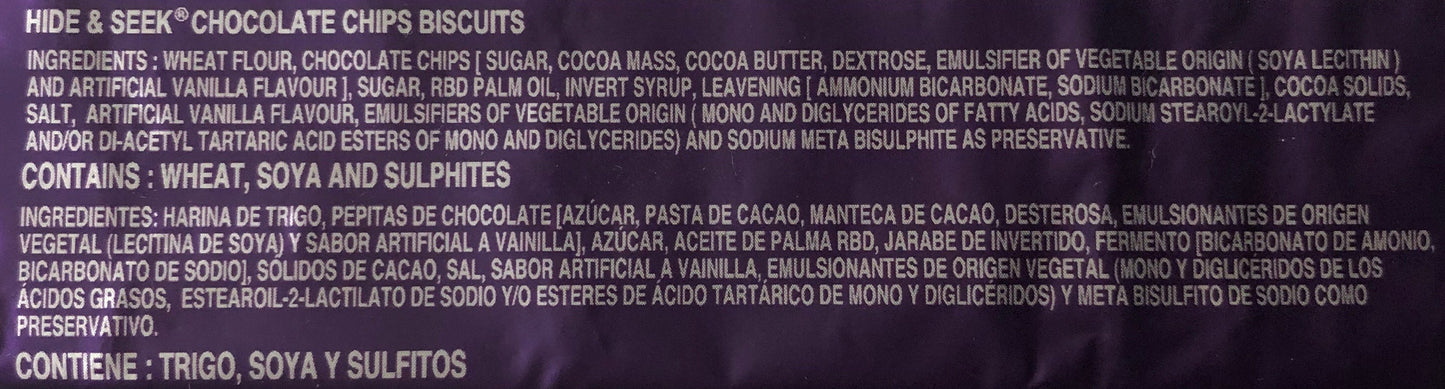 HIDE & SEEK® CHOCOLATE CHIPS BISCUITS
INGREDIENTS : WHEAT FLOUR, CHOCOLATE CHIPS [ SUGAR, COCOA MASS, COCOA BUTTER, DEXTROSE, EMULSIFIER OF VEGETABLE ORIGIN ( SOYA LECITHIN )
AND ARTIFICIAL VANILLA FLAVOUR ], SUGAR, RBD PALM OIL, INVERT SYRUP, LEAVENING [ AMMONIUM BICARBONATE, SODIUM BICARBONATE ], COCOA SOLIDS,
SALT, ARTIFICIAL VANILLA FLAVOUR, EMULSIFIERS OF VEGETABLE ORIGIN ( MONO AND DIGLYCERIDES OF FATTY ACIDS, SODIUM STEAROYL-2-LACTYLATE
AND/OR DI-ACETYL TARTARIC ACID ESTERS OF MONO AND DIGLYCERIDES) AND SODIUM META BISULPHITE AS PRESERVATIVE.
CONTAINS : WHEAT, SOYA AND SULPHITES
INGREDIENTES: HARINA DE TRIGO, PEPITAS DE CHOCOLATE [AZÚCAR, PASTA DE CACAO, MANTECA DE CACAO, DESTEROSA, EMULSIONANTES DE ORIGEN
VEGETAL (LECITINA DE SOYA) Y SABOR ARTIFICIAL A VAINILLA], AZÚCAR, ACEITE DE PALMA RBD, JARABE DE INVERTIDO, FERMENTO [BICARBONATO DE AMONIO,
BICARBONATO DE SODIO], SÓLIDOS DE CACAO, SAL, SABOR ARTIFICIAL A VAINILLA, EMULSIONANTES DE ORIGEN VEGETAL (MONO Y DIGLICÉRIDOS DE LOS
ÁCIDOS GRASOS, ESTEAROIL-2-LACTILATO DE SODIO Y/O ESTERES DE ÁCIDO TARTÁRICO DE MONO Y DIGLICÉRIDOS) Y META BISULFITO DE SODIO COMO
PRESERVATIVO.
CONTIENE : TRIGO, SOYA Y SULFITOS